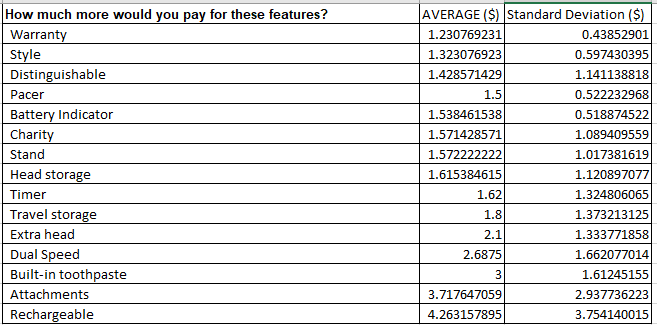 How much more would you pay for these features? AVERAGE ($) Standard Deviation ($)
Warranty 1.230769231 0.43852901
Style 1.323076923 0.597430395
Distinguishable 1.428571429 1.141138818
Pacer 1.5 0.522232968
Battery Indicator 1.538461538 0.518874522
Charity 1.571428571 1.089409559
Stand 1.572222222 1.017381619
Head storage 1.615384615 1.120897077
Timer 1.62 1.324806065
Travel storage 1.8 1.373213125
Extra head 2.1 1.333771858
Dual Speed 2.6875 1.662077014
Built-in toothpaste 3 1.61245155
Attachments 3.717647059 2.937736223
Rechargeable 4.263157895 3.754140015